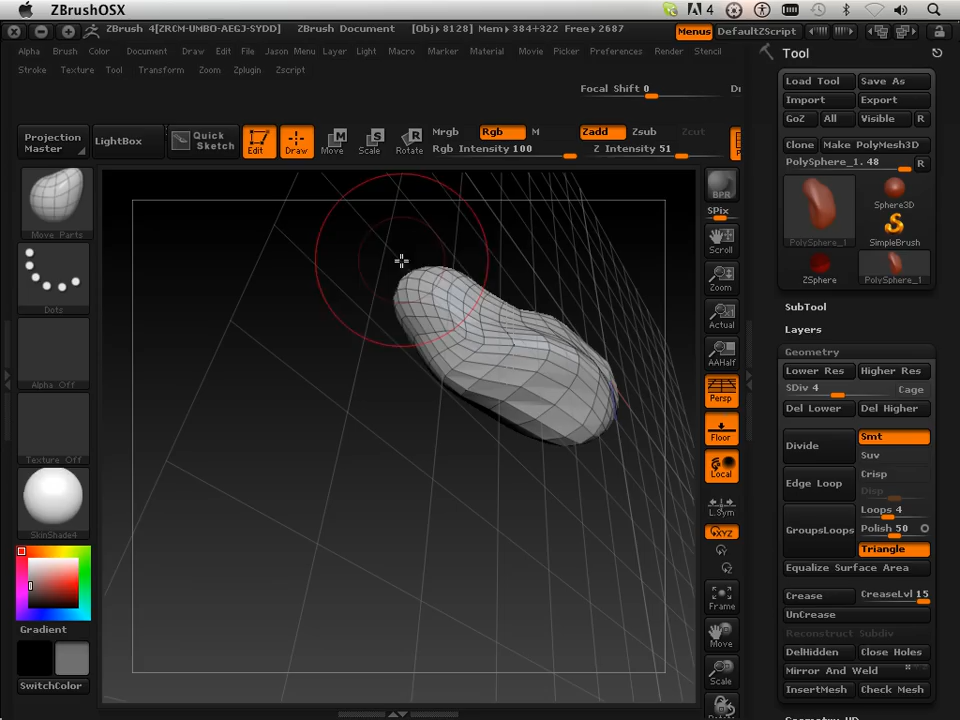 ZBrushOSX
4
ZBrush 4[ZRCM-UMBO-AEGJ-SYDD] ZBrush Document [Obj>8128] Mem>384+322 Free>2687 Menus DefaultZScript
Alpha Brush Color Document Draw Edit File Jason Menu Layer Light Macro Marker Material Movie Picker Preferences Render Stencil
Stroke Texture Tool Transform Zoom Zplugin Zscript
Focal Shift 0
Projection Master
LightBox
Quick Sketch
Edit
Draw
Move
Scale
Rotate
Mrgb Rgb M
Rgb Intensity 100
Zadd Zsub Zcut
Z Intensity 51
Move Parts
Dots
Alpha Off
Texture Off
SkinShade4
Gradient
SwitchColor
BPR
SPix
Scroll
Zoom
Actual
AAHalf
Persp
Floor
Local
L.Sym
XYZ
Frame
Move
Scale
Tool
Load Tool Save As
Import Export
GoZ All Visible R
Clone Make PolyMesh3D
PolySphere_1. 48 R
PolySphere_1
Sphere3D
SimpleBrush
ZSphere
PolySphere_1
SubTool
Layers
Geometry
Lower Res Higher Res
SDiv 4 Cage
Del Lower Del Higher
Divide
Smt
Suv
Edge Loop
Crisp
Disp
Loops 4
GroupsLoops
Polish 50
Triangle
Equalize Surface Area
Crease CreaseLvl 15
UnCrease
Reconstruct Subdiv
DelHidden Close Holes
Mirror And Weld
InsertMesh Check Mesh